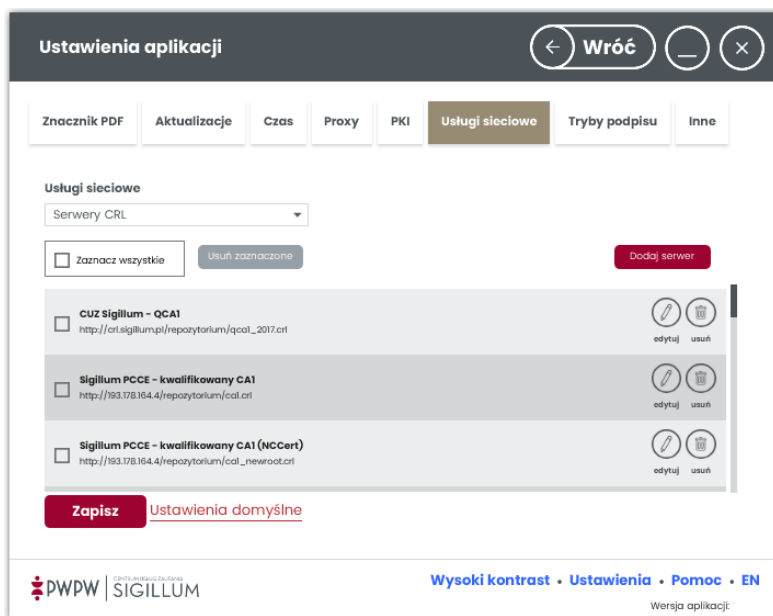 Ustawienia aplikacji
Wróć
Znacznik PDF Aktualizacje Czas Proxy PKI Usługi sieciowe Tryby podpisu Inne
Usługi sieciowe
Serwery CRL
Zaznacz wszystkie Usuń zaznaczone Dodaj serwer
CUZ Sigillum - QCA1
http://crl.sigillum.pl/repozytorium/qca1_2017.crl
edytuj usuń
Sigillum PCCE - kwalifikowany CA1
http://193.178.164.4/repozytorium/ca1.crl
edytuj usuń
Sigillum PCCE - kwalifikowany CA1 (NCCert)
http://193.178.164.4/repozytorium/ca1_newroot.crl
edytuj usuń
Zapisz Ustawienia domyślne
PWPW CENTRUM USŁUG ZAUFANIA
SIGILLUM
Wysoki kontrast • Ustawienia • Pomoc • EN
Wersja aplikacji: